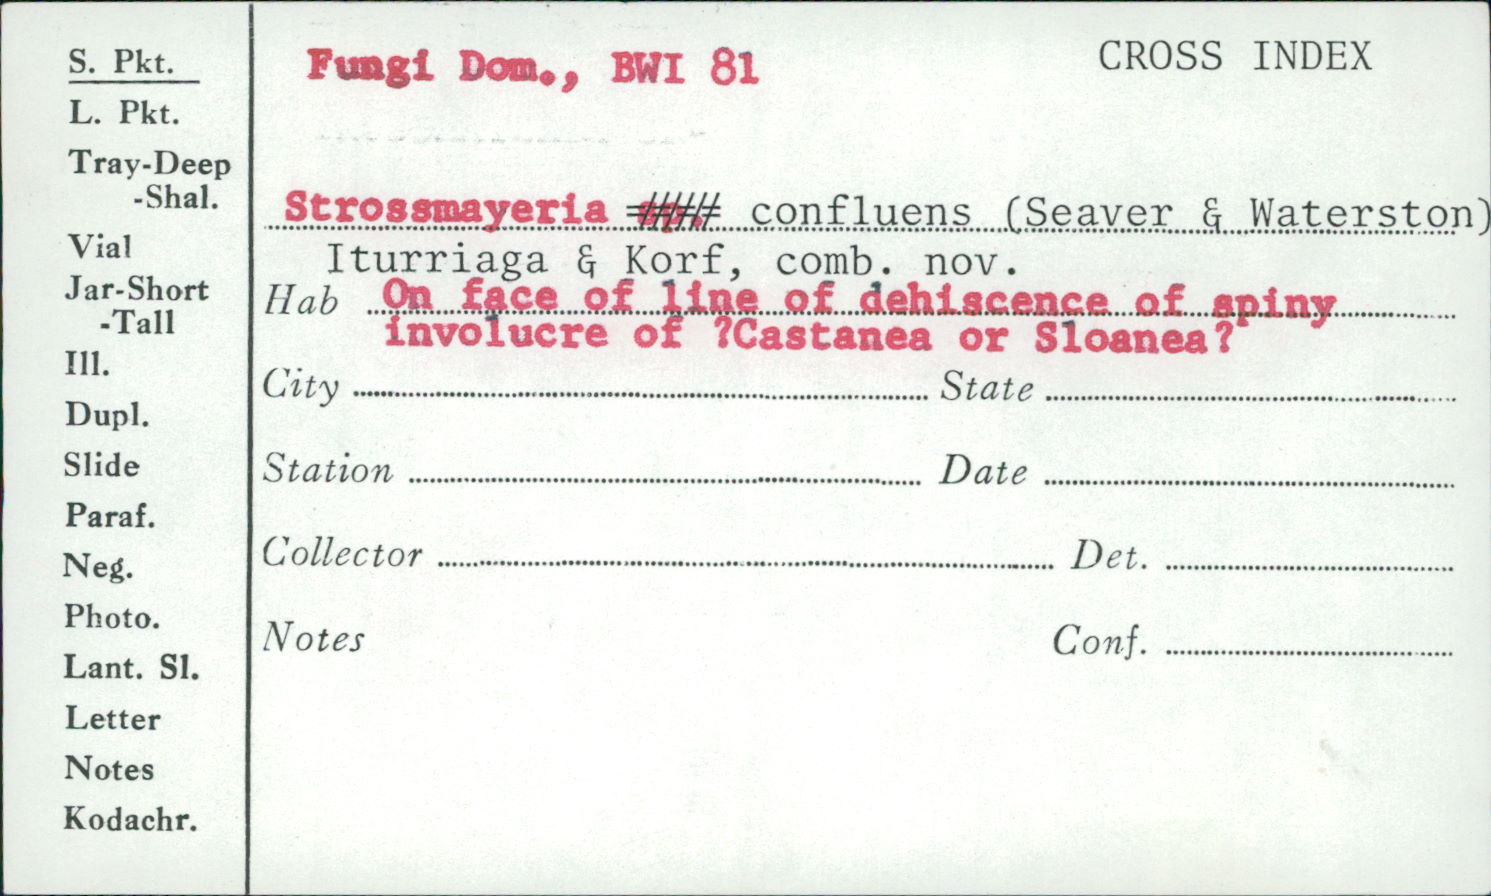 S. Pkt.
L. Pkt.
Tray-Deep
-Shal.
Vial
Jar-Short
-Tall
Ill.
Dupl.
Slide
Paraf.
Neg.
Photo.
Lant. Sl.
Letter
Notes
Kodachr.
Fungi Dom., BWI 81
CROSS INDEX
Strossmayeria confluens (Seaver & Waterston)
Iturriaga & Korf, comb. nov.
Hab On face of line of dehiscence of spiny
involucre of ?Castanea or Sloanea?
City State
Station Date
Collector Det.
Notes Conf.